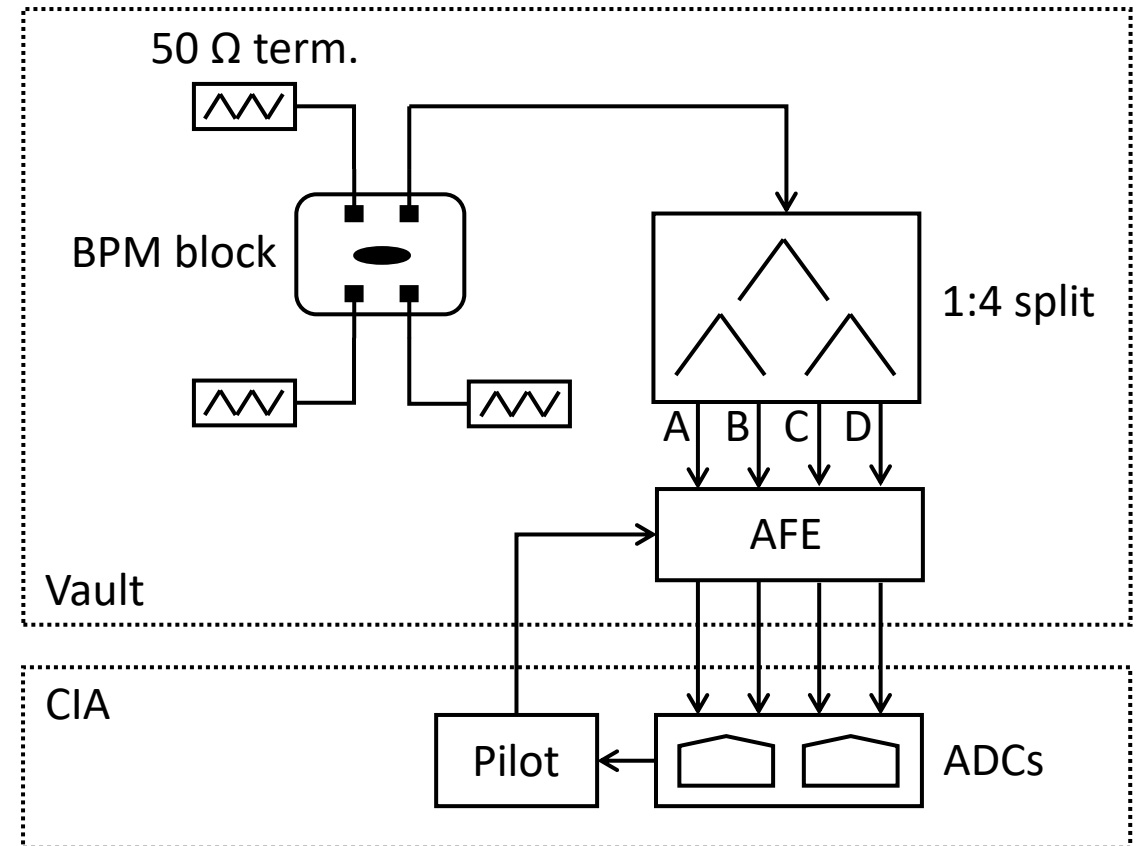 50 Ω term.
BPM block
1:4 split
A B C D
AFE
Vault
CIA
Pilot
ADCs